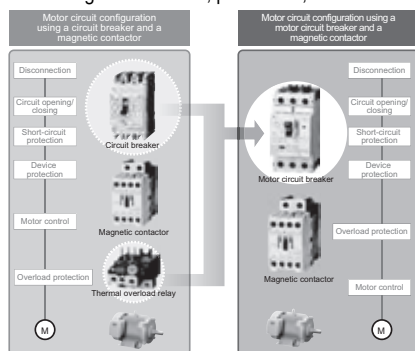 Motor circuit configuration
using a circuit breaker and a
magnetic contactor
Disconnection
Circuit opening/
closing
Short-circuit
protection
Device
protection
Motor control
Overload protection
M
Circuit breaker
Magnetic contactor
Thermal overload relay
Motor circuit configuration using a
motor circuit breaker and a
magnetic contactor
Motor circuit breaker
Magnetic contactor
Disconnection
Circuit opening/
closing
Short-circuit
protection
Device
protection
Overload protection
Motor control
M